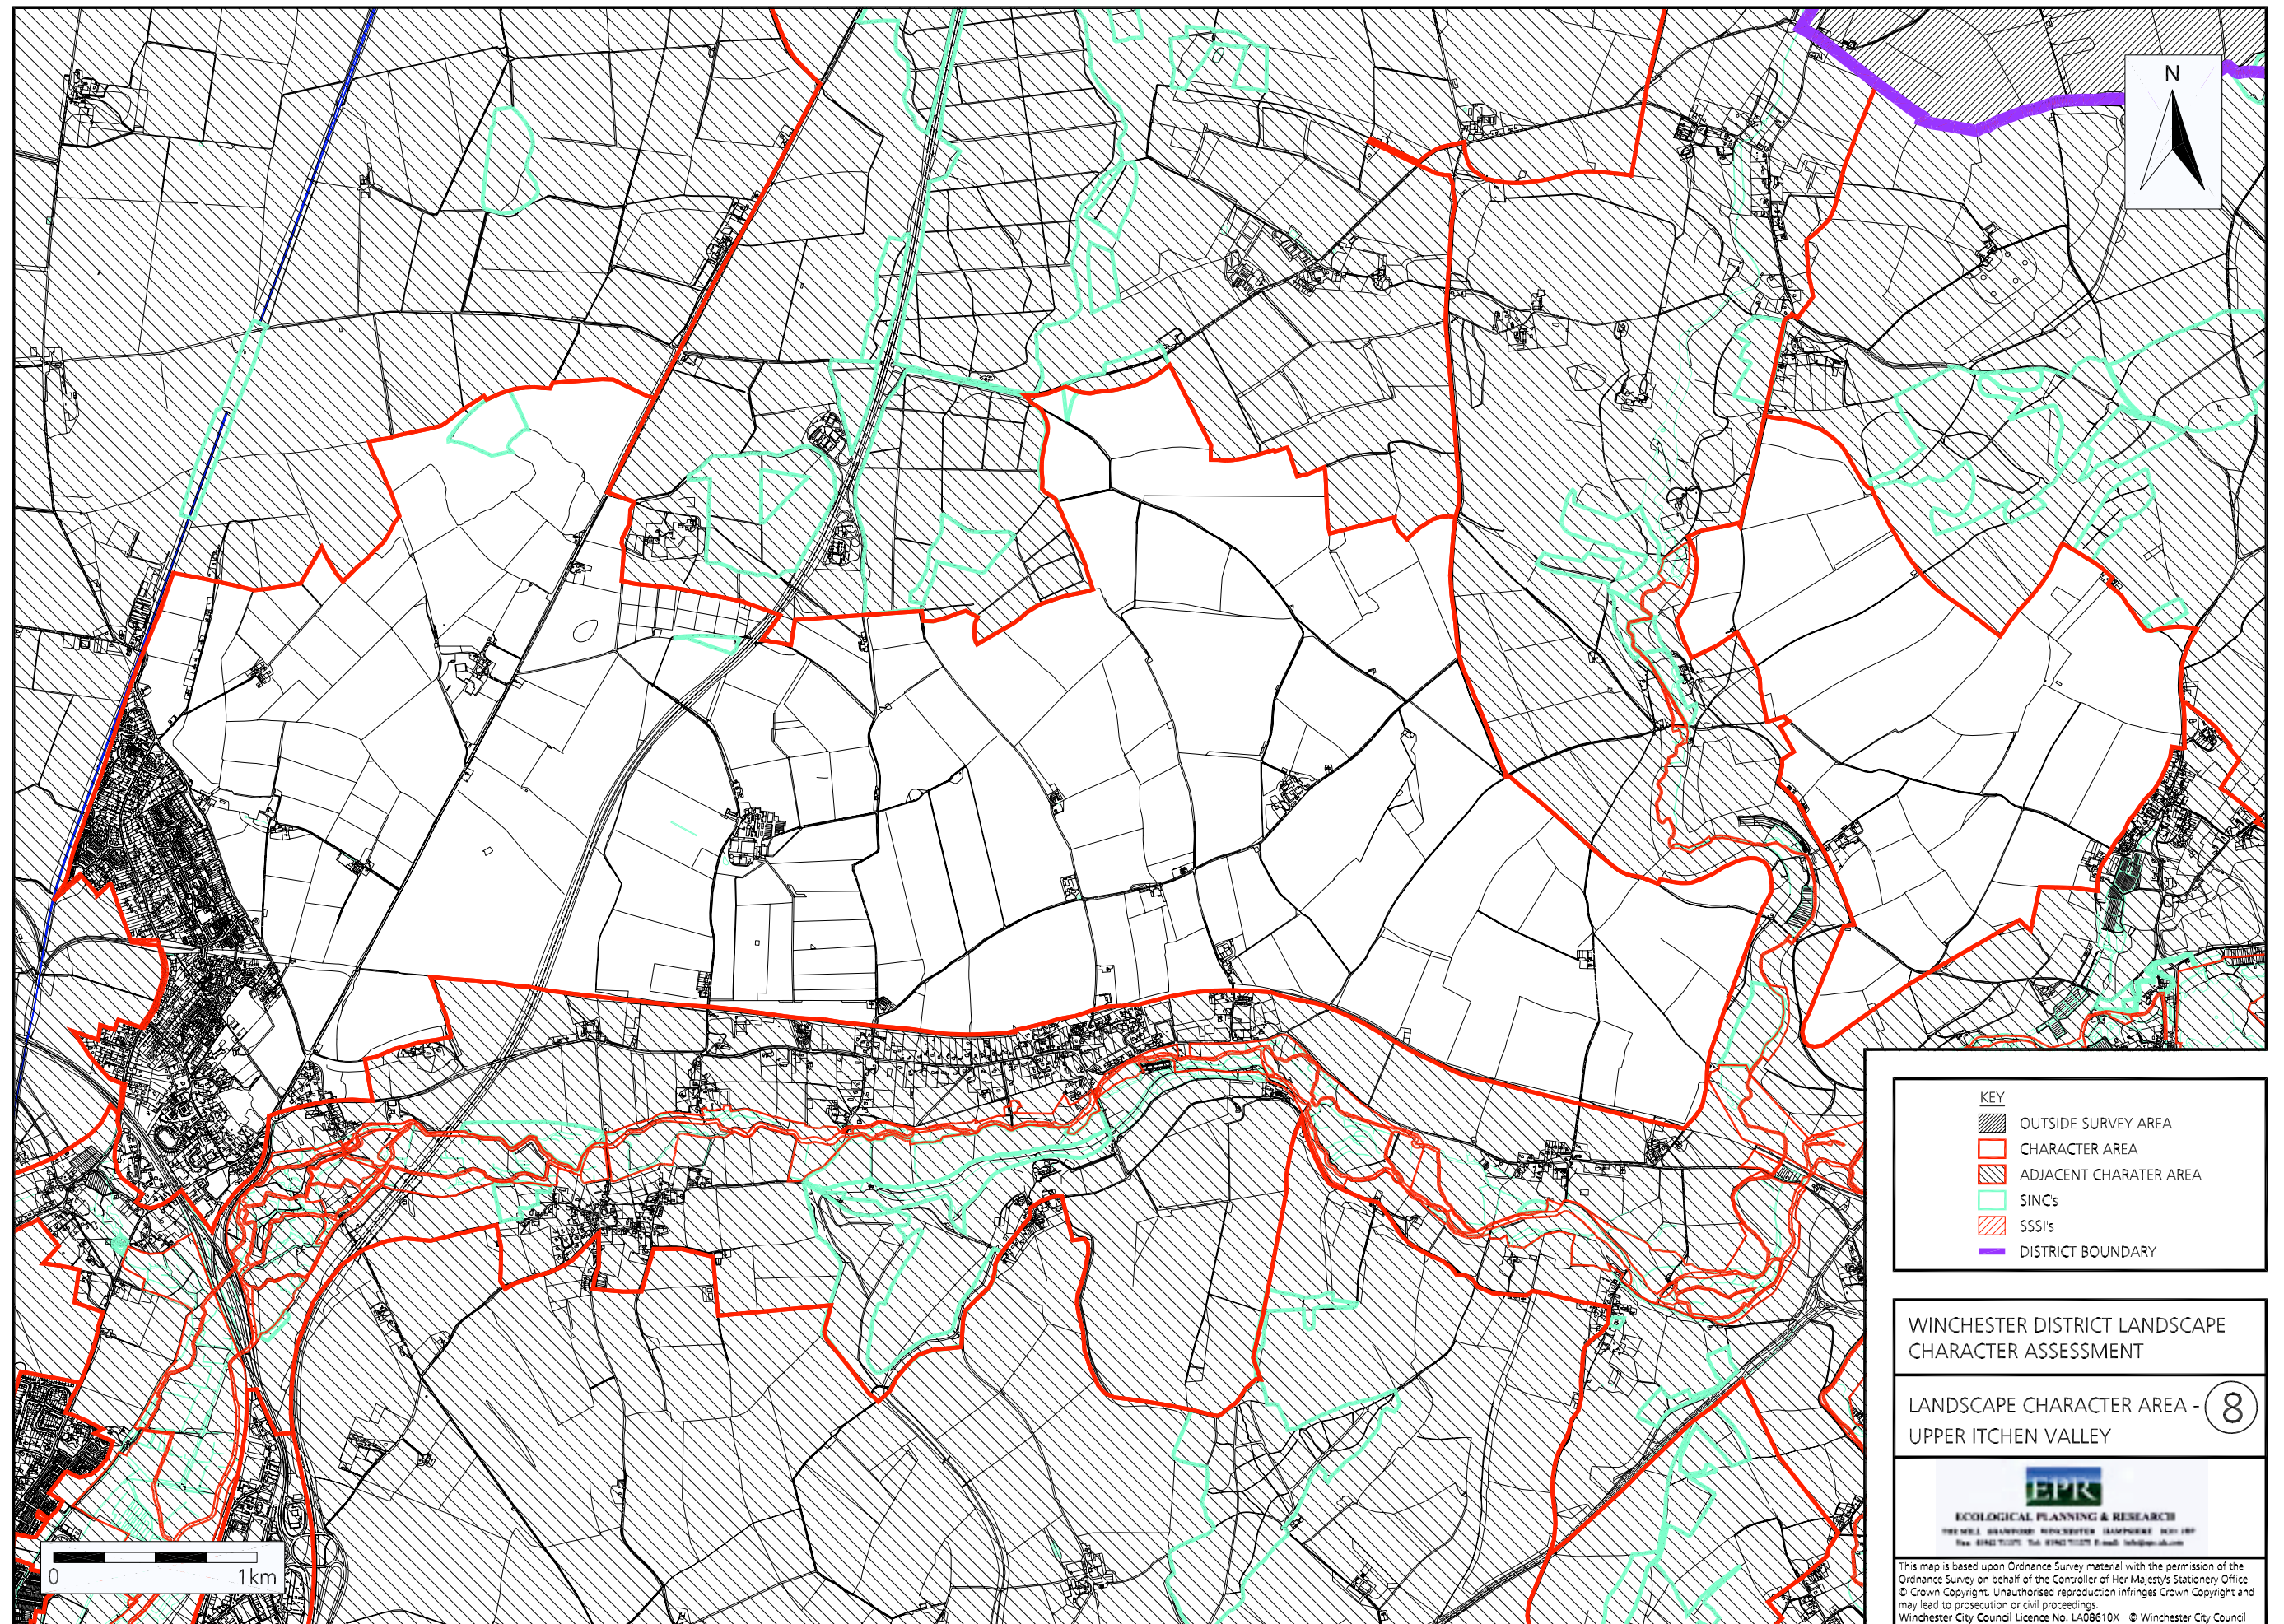 N
KEY
OUTSIDE SURVEY AREA
CHARACTER AREA
ADJACENT CHARATER AREA
SINC's
SSSI's
DISTRICT BOUNDARY
WINCHESTER DISTRICT LANDSCAPE
CHARACTER ASSESSMENT
LANDSCAPE CHARACTER AREA - 8
UPPER ITCHEN VALLEY
EPR
ECOLOGICAL PLANNING & RESEARCH
THE MILL WINCHESTER HAMPSHIRE
This map is based upon Ordnance Survey material with the permission of the
Ordnance Survey on behalf of the Controller of Her Majesty's Stationery Office
© Crown Copyright. Unauthorised reproduction infringes Crown Copyright and
may lead to prosecution or civil proceedings.
Winchester City Council Licence No. LA08610X © Winchester City Council
0 1km